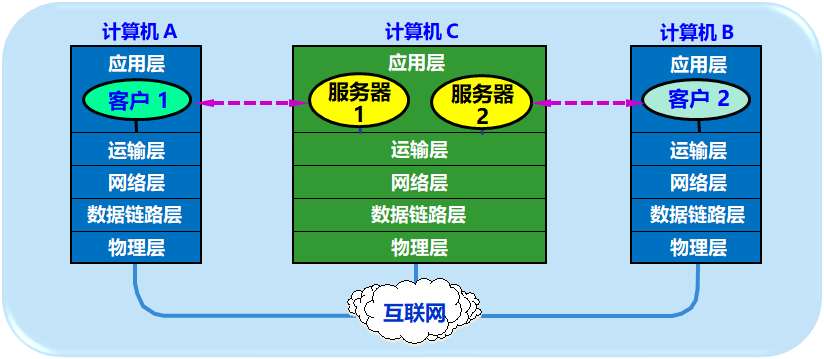 计算机 A
计算机 C
计算机 B
应用层
客户 1
运输层
网络层
数据链路层
物理层
应用层
服务器
1
服务器
2
运输层
网络层
数据链路层
物理层
应用层
客户 2
运输层
网络层
数据链路层
物理层
互联网